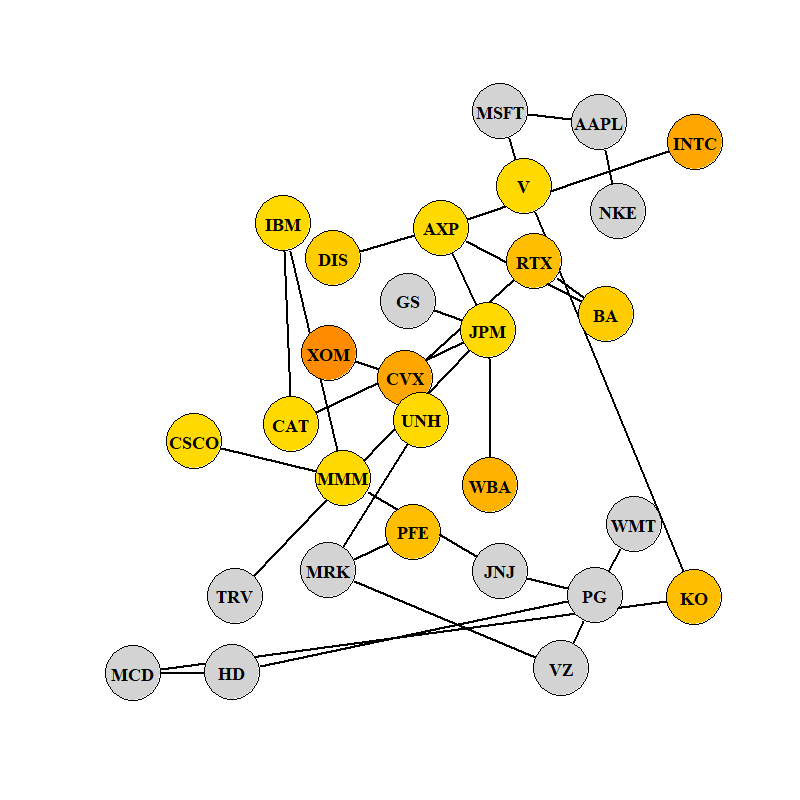 MSFT
AAPL
INTC
V
NKE
IBM
AXP
DIS
RTX
GS
BA
JPM
XOM
CVX
CAT
UNH
CSCO
MMM
WBA
WMT
PFE
MRK
JNJ
TRV
PG
KO
MCD
HD
VZ